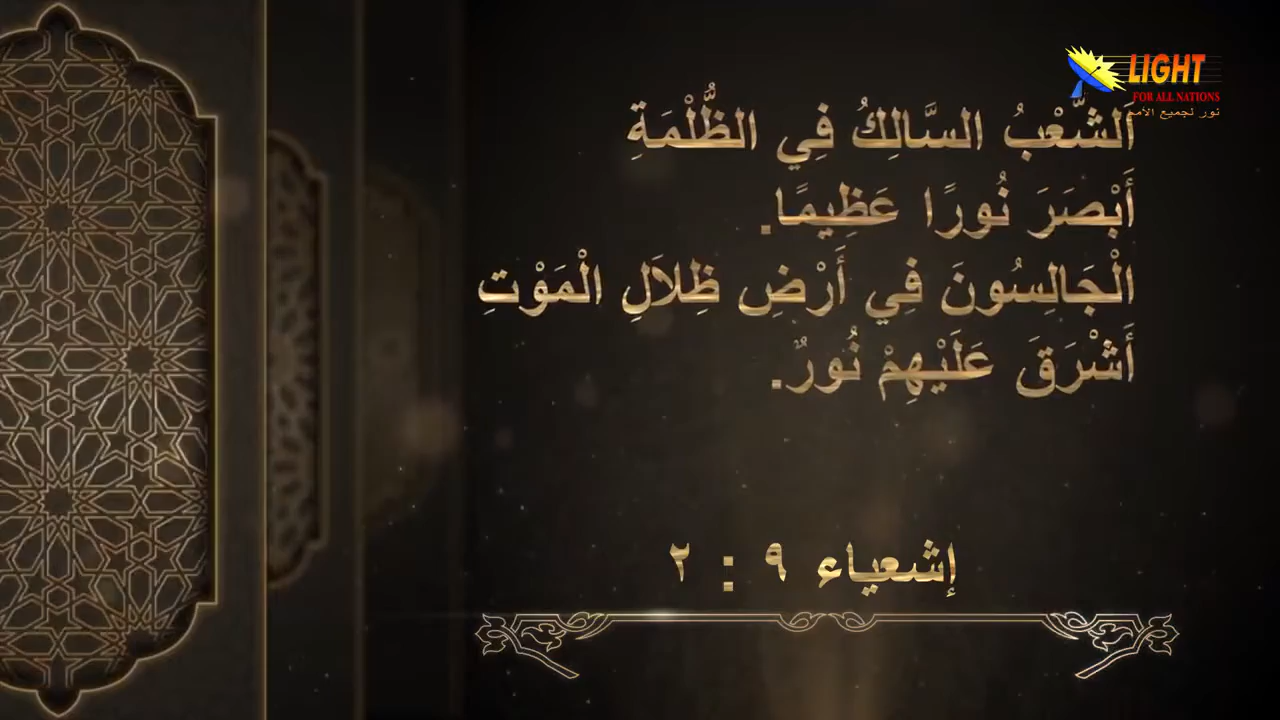 LIGHT
FOR ALL NATIONS
نور لجميع الأمم
اَلشَّعْبُ السَّالِكُ فِي الظُّلْمَةِ
أَبْصَرَ نُورًا عَظِيمًا.
الْجَالِسُونَ فِي أَرْضِ ظِلاَلِ الْمَوْتِ
أَشْرَقَ عَلَيْهِمْ نُورٌ.
إشعياء ٩ : ٢